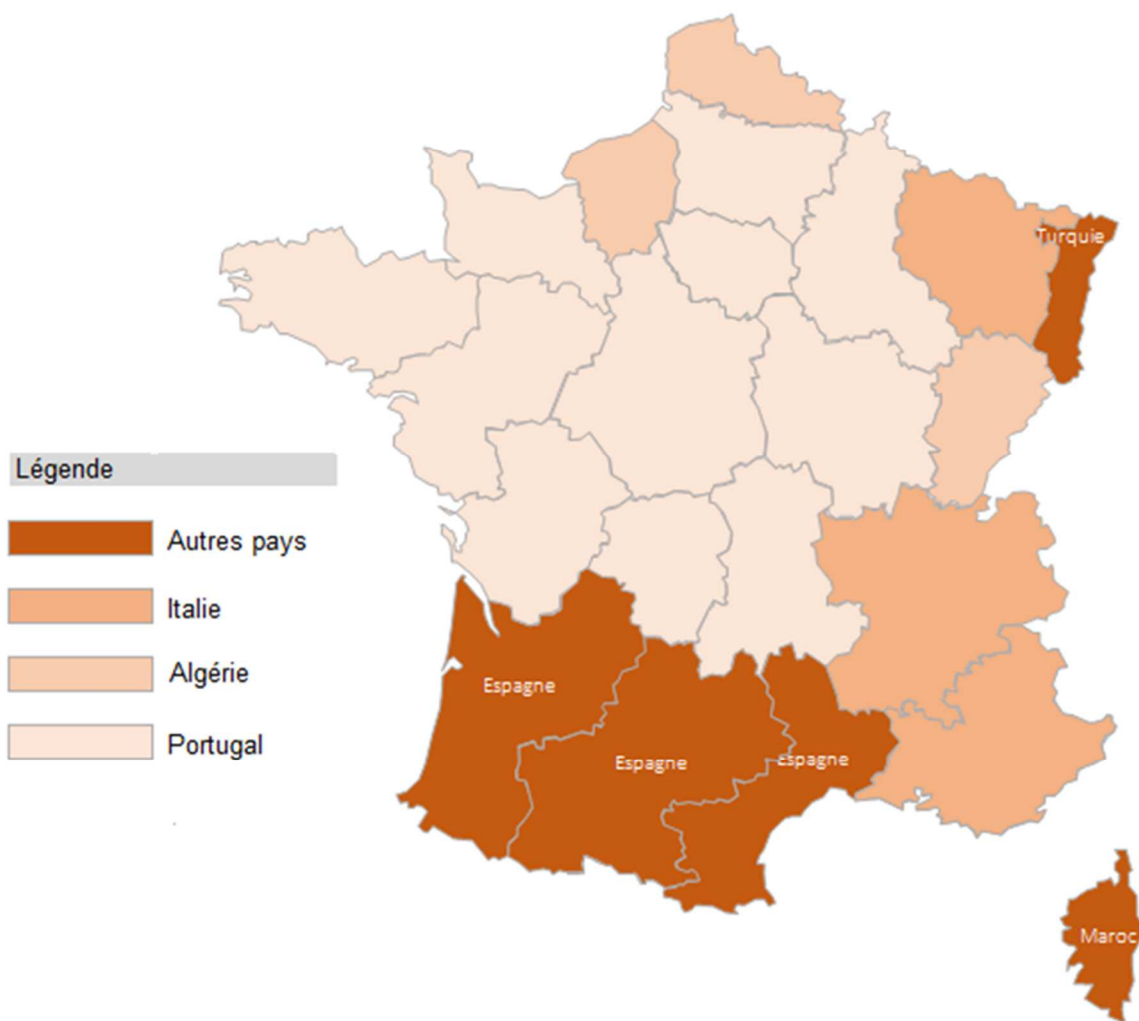 Turquie
Légende
Autres pays
Italie
Algérie
Portugal
Espagne
Espagne
Espagne
Maroc